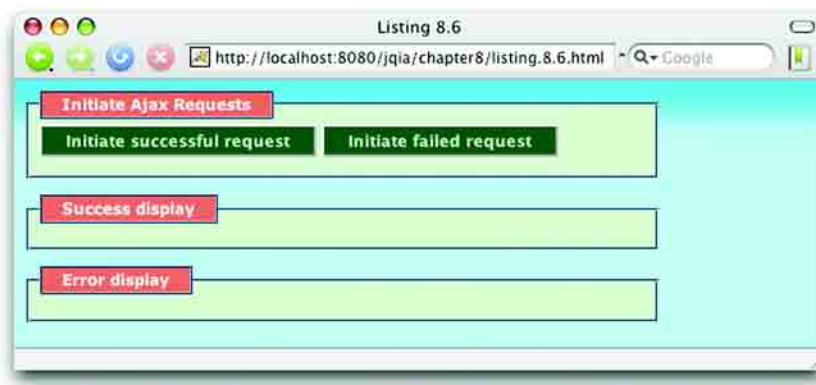 Listing 8.6
http://localhost:8080/jqia/chapter8/listing.8.6.html
Google
Initiate Ajax Requests
Initiate successful request
Initiate failed request
Success display
Error display